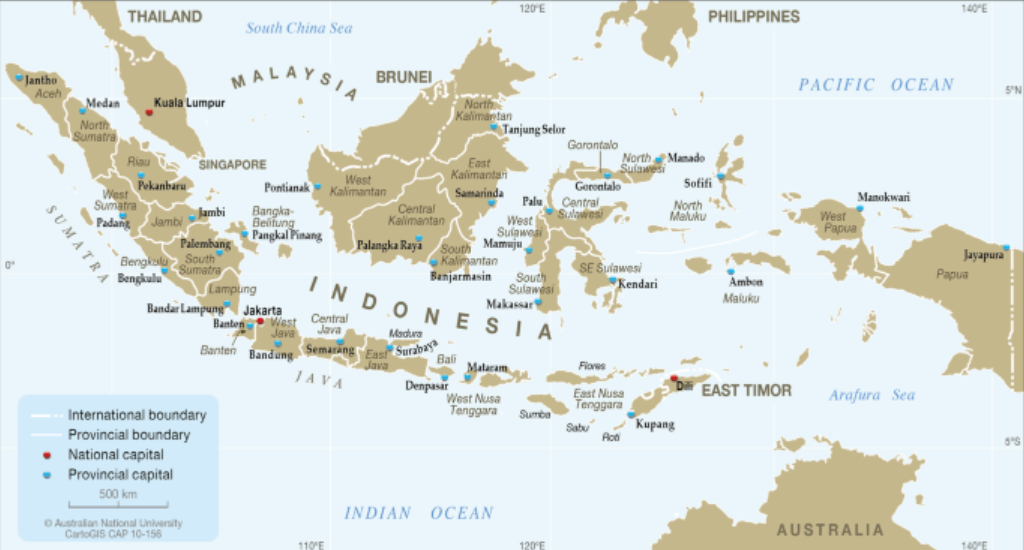 120°E
140°E
THAILAND
PHILIPPINES
South China Sea
MALAYSIA
BRUNEI
PACIFIC OCEAN
5°N
Jantho
Aceh
Medan
Kuala Lumpur
North
Sumatra
North
Kalimantan
Tanjung Selor
Gorontalo
Riau
SINGAPORE
East
Kalimantan
North
Sulawesi
Manado
Pekanbaru
Pontianak
West
Kalimantan
Gorontalo
Sofifi
West
Sumatra
Samarinda
Palu
Central
Sulawesi
North
Maluku
Manokwari
Padang
Jambi
Jambi
Bangka-
Belitung
Central
Kalimantan
West
Sulawesi
West
Papua
SUMATRA
Pangkal Pinang
Palembang
Palangka Raya
Mamuju
Jayapura
0°
Bengkulu
South
Sumatra
South
Kalimantan
SE Sulawesi
Papua
Bengkulu
Banjarmasin
South
Sulawesi
Kendari
Ambon
Maluku
Lampung
INDONESIA
Bandar Lampung
Jakarta
Makassar
Banten
West
Java
Central
Java
Madura
Banten
Bandung
Semarang
East
Java
Surabaya
Bali
JAVA
Denpasar
Mataram
Flores
Dili
EAST TIMOR
West Nusa
Tenggara
East Nusa
Tenggara
Sumba
Sabu
Roti
Kupang
Arafura Sea
International boundary
Provincial boundary
National capital
Provincial capital
500 km
© Australian National University
CartoGIS CAP 10-156
5°S
INDIAN OCEAN
AUSTRALIA
110°E
120°E
140°E